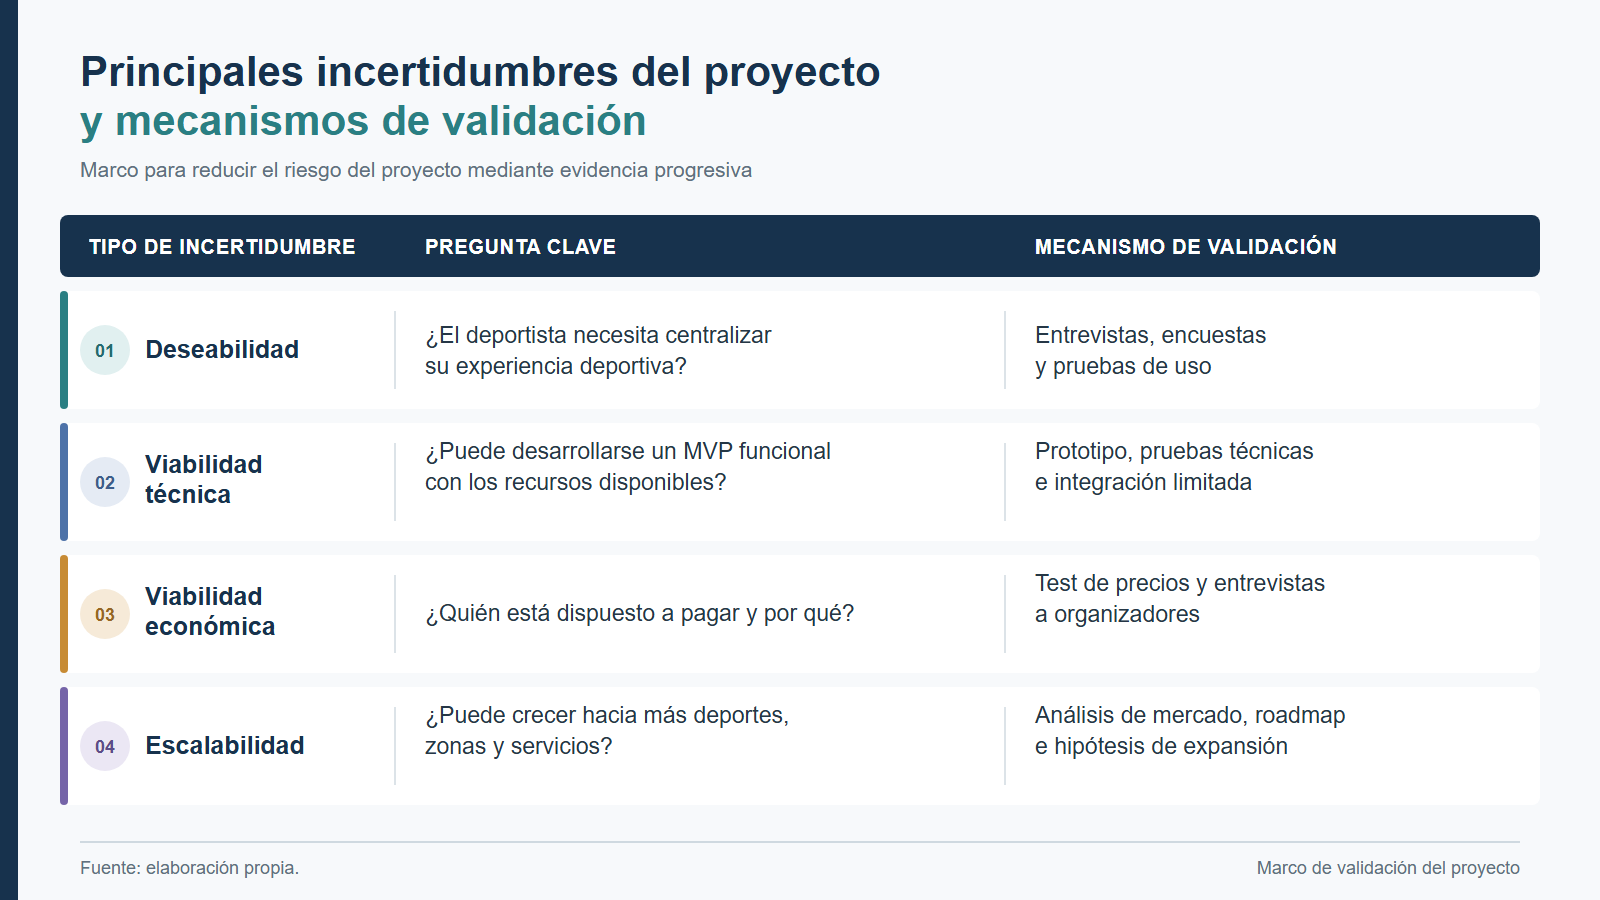 Principales incertidumbres del proyecto
y mecanismos de validación
Marco para reducir el riesgo del proyecto mediante evidencia progresiva
TIPO DE INCERTIDUMBRE
PREGUNTA CLAVE
MECANISMO DE VALIDACIÓN
01
Deseabilidad
¿El deportista necesita centralizar
su experiencia deportiva?
Entrevistas, encuestas
y pruebas de uso
02
Viabilidad
técnica
¿Puede desarrollarse un MVP funcional
con los recursos disponibles?
Prototipo, pruebas técnicas
e integración limitada
03
Viabilidad
económica
¿Quién está dispuesto a pagar y por qué?
Test de precios y entrevistas
a organizadores
04
Escalabilidad
¿Puede crecer hacia más deportes,
zonas y servicios?
Análisis de mercado, roadmap
e hipótesis de expansión
Fuente: elaboración propia.
Marco de validación del proyecto